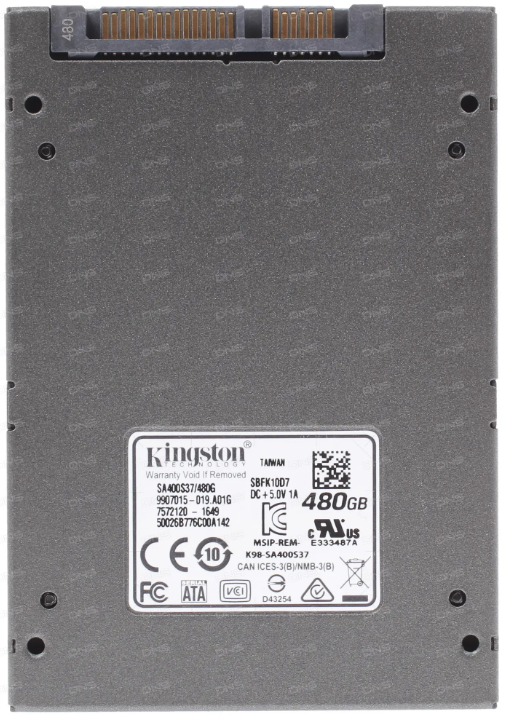 480
Kingston®
TECHNOLOGY
Warranty Void If Removed
TAIWAN
SA400S37/480G
9907015-019.A01G
7572120 - 1649
50026B776C00A142
SBFK10D7
DC +5.0V 1A
480GB
MSIP-REM-
K98-SA400S37
c RU US
E333487A
CE
10
CAN ICES-3(B)/NMB-3(B)
FC
SERIAL
ATA
VCI
D43254
DNS